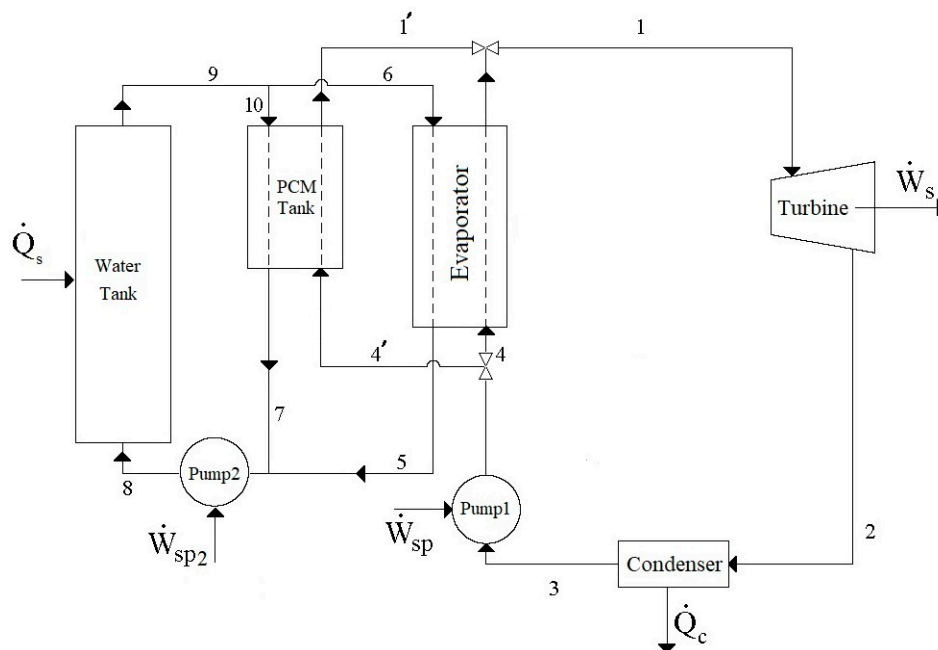 1′
1
9
6
10
PCM
Tank
Evaporator
Turbine
Ẇs
Q̇s
Water
Tank
4′
4
7
5
8
Pump2
Pump1
Ẇsp
Ẇsp2
2
3
Condenser
Q̇c